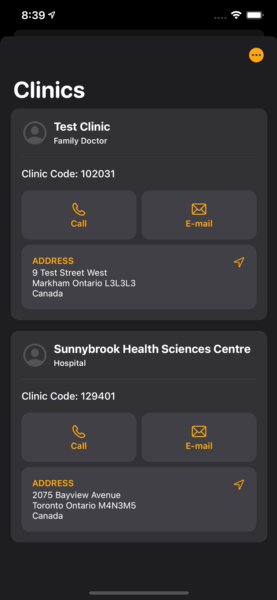 8:39
Clinics
Test Clinic
Family Doctor
Clinic Code: 102031
Call
E-mail
ADDRESS
9 Test Street West
Markham Ontario L3L3L3
Canada
Sunnybrook Health Sciences Centre
Hospital
Clinic Code: 129401
Call
E-mail
ADDRESS
2075 Bayview Avenue
Toronto Ontario M4N3M5
Canada